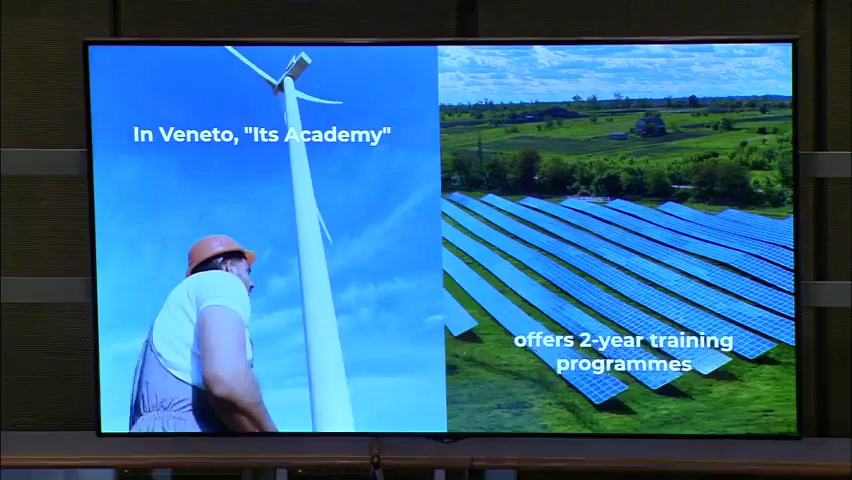 In Veneto, "Its Academy"
offers 2-year training
programmes